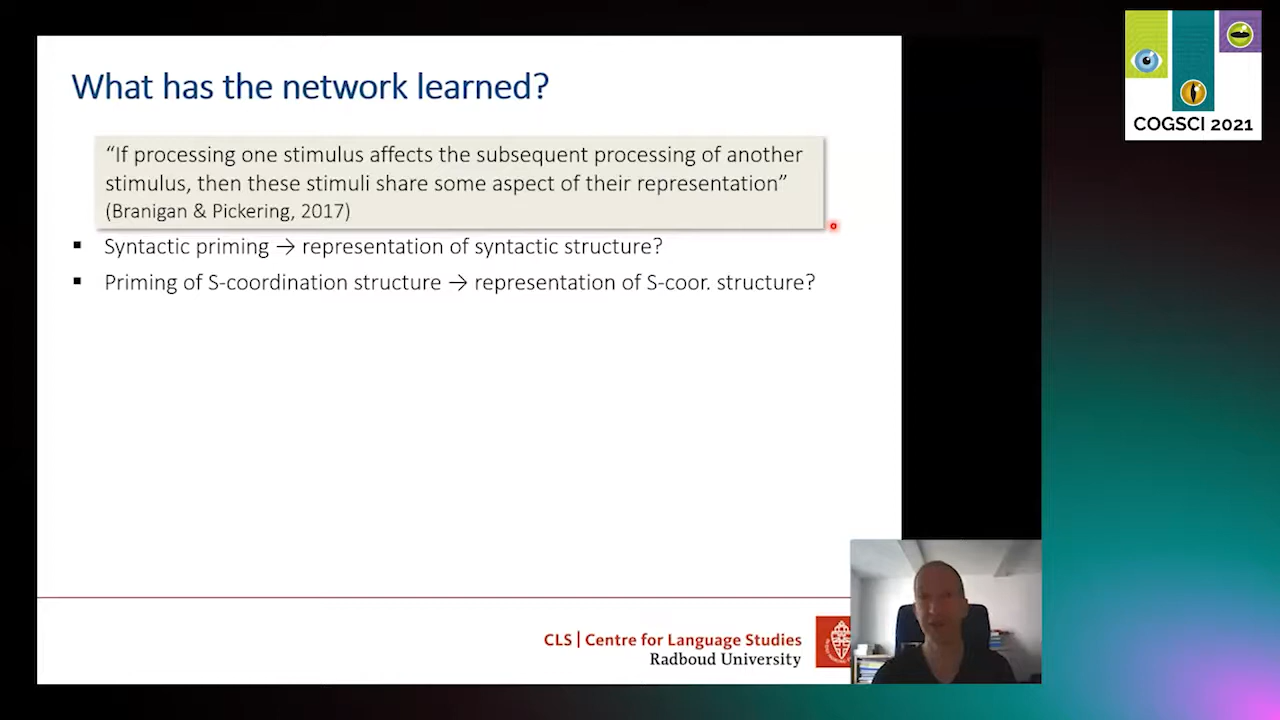 What has the network learned?
“If processing one stimulus affects the subsequent processing of another
stimulus, then these stimuli share some aspect of their representation”
(Branigan & Pickering, 2017)
▪ Syntactic priming → representation of syntactic structure?
▪ Priming of S-coordination structure → representation of S-coor. structure?
CLS | Centre for Language Studies
Radboud University
COGSCI 2021